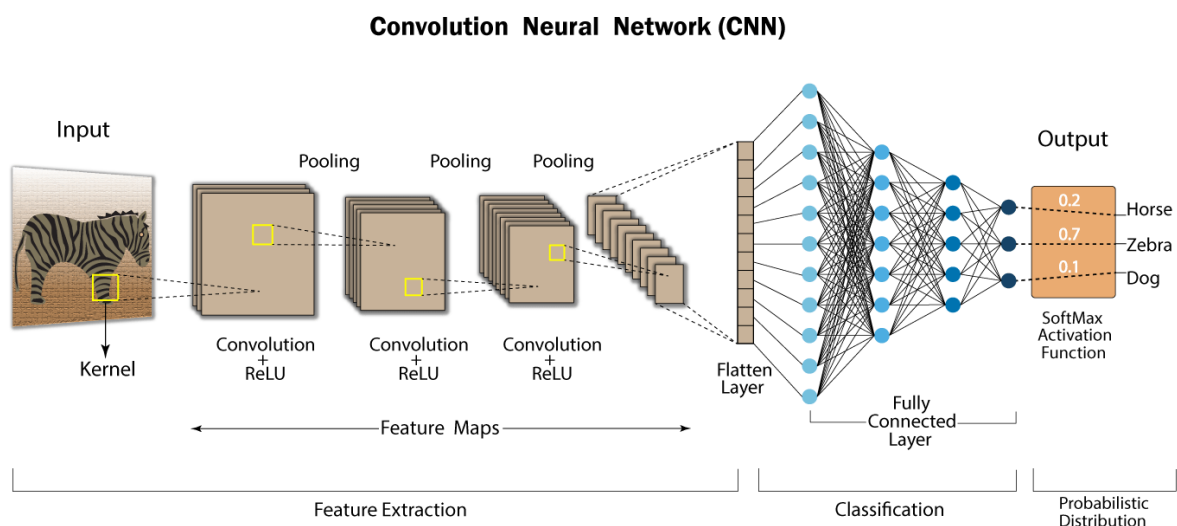 Convolution Neural Network (CNN)
Input
Output
Pooling
Pooling
Pooling
0.2
Horse
0.7
Zebra
0.1
Dog
Kernel
Convolution
+
ReLU
Convolution
+
ReLU
Convolution
+
ReLU
Flatten
Layer
SoftMax
Activation
Function
Feature Maps
Fully
Connected
Layer
Feature Extraction
Classification
Probabilistic
Distribution